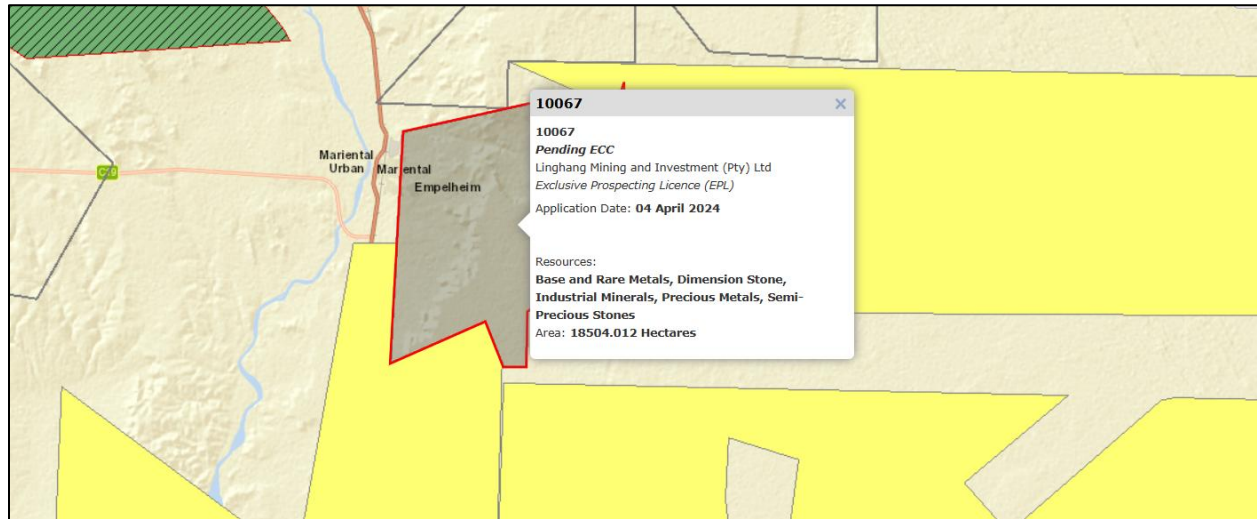 10067
10067
Pending ECC
Linghang Mining and Investment (Pty) Ltd
Exclusive Prospecting Licence (EPL)
Application Date: 04 April 2024
Resources:
Base and Rare Metals, Dimension Stone,
Industrial Minerals, Precious Metals, Semi-
Precious Stones
Area: 18504.012 Hectares
Mariental
Urban
Mariental
Empelheim